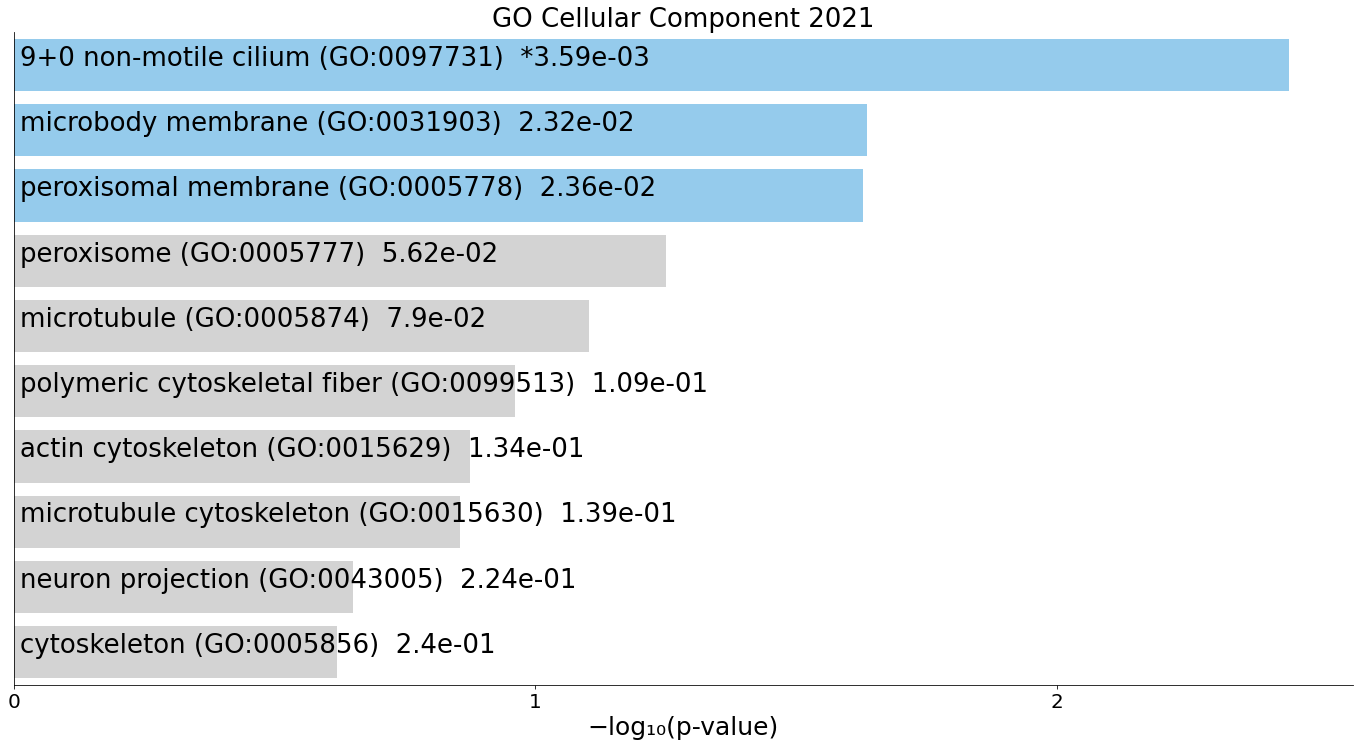 GO Cellular Component 2021
9+0 non-motile cilium (GO:0097731)  *3.59e-03
microbody membrane (GO:0031903)  2.32e-02
peroxisomal membrane (GO:0005778)  2.36e-02
peroxisome (GO:0005777)  5.62e-02
microtubule (GO:0005874)  7.9e-02
polymeric cytoskeletal fiber (GO:0099513)  1.09e-01
actin cytoskeleton (GO:0015629)  1.34e-01
microtubule cytoskeleton (GO:0015630)  1.39e-01
neuron projection (GO:0043005)  2.24e-01
cytoskeleton (GO:0005856)  2.4e-01
0 1 2
−log₁₀(p-value)